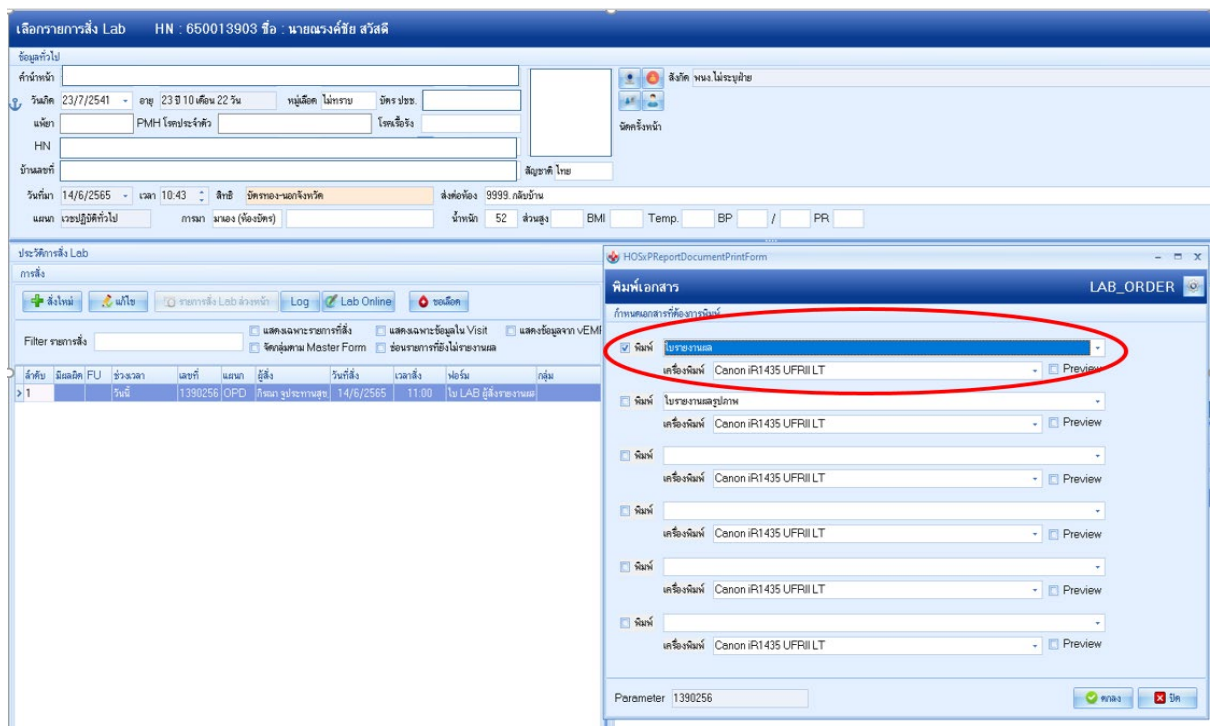 เลือกรายการสั่ง Lab HN : 650013903 ชื่อ : นายณรงค์ชัย สวัสดี
ข้อมูลทั่วไป
คำนำหน้า
สังกัด พนง.ไม่ระบุฝ่าย
วันเกิด 23/7/2541 อายุ 23 ปี 10 เดือน 22 วัน หมู่เลือด ไม่ทราบ บัตร ปชช.
แพ้ยา PMH โรคประจำตัว โรคเรื้อรัง
นัดครั้งหน้า
HN
บ้านเลขที่ สัญชาติ ไทย
วันที่มา 14/6/2565 เวลา 10:43 สิทธิ บัตรทอง-นอกจังหวัด ส่งต่อห้อง 9999.กลับบ้าน
แผนก เวชปฏิบัติทั่วไป การมา มาเอง (ห้องบัตร) น้ำหนัก 52 ส่วนสูง BMI Temp. BP / PR
ประวัติการสั่ง Lab
การสั่ง
สั่งใหม่ แก้ไข รายการสั่ง Lab ล่วงหน้า Log Lab Online ขอเลือด
Filter รายการสั่ง
แสดงเฉพาะรายการที่สั่ง แสดงเฉพาะข้อมูลใน Visit แสดงข้อมูลจาก vEMR
จัดกลุ่มตาม Master Form ซ่อนรายการที่ยังไม่รายงานผล
ลำดับ มีผลผิด FU ช่วงเวลา เลขที่ แผนก ผู้สั่ง วันที่สั่ง เวลาสั่ง ฟอร์ม กลุ่ม
1 วันนี้ 1390256 OPD 14/6/2565 11:00 ใบ LAB ผู้สั่งรายงานผล
HOSxPReportDocumentPrintForm
พิมพ์เอกสาร LAB_ORDER
กำหนดเอกสารที่ต้องการพิมพ์
พิมพ์ ใบรายงานผล
เครื่องพิมพ์ Canon iR1435 UFRII LT Preview
พิมพ์ ใบรายงานผลรูปภาพ
เครื่องพิมพ์ Canon iR1435 UFRII LT Preview
พิมพ์
เครื่องพิมพ์ Canon iR1435 UFRII LT Preview
พิมพ์
เครื่องพิมพ์ Canon iR1435 UFRII LT Preview
พิมพ์
เครื่องพิมพ์ Canon iR1435 UFRII LT Preview
พิมพ์
เครื่องพิมพ์ Canon iR1435 UFRII LT Preview
Parameter 1390256 ตกลง ปิด